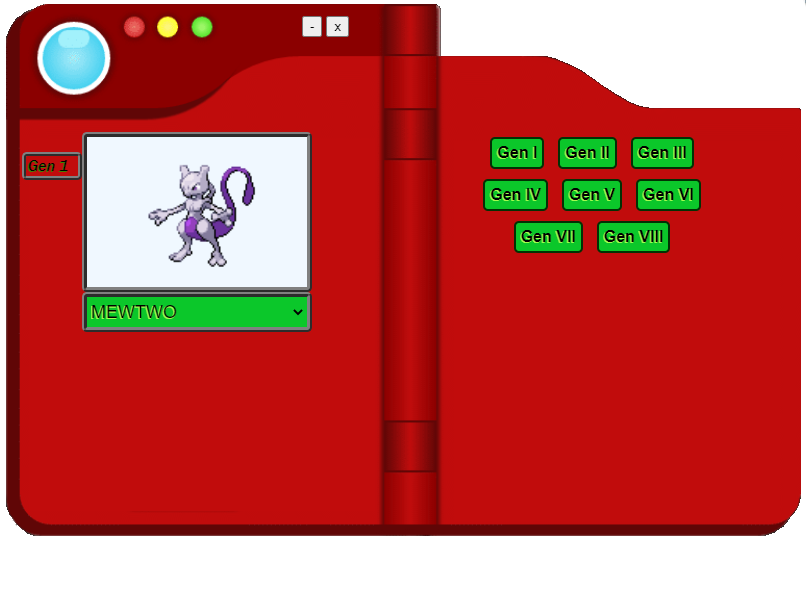 - x
Gen 1
MEWTWO
Gen I Gen II Gen III
Gen IV Gen V Gen VI
Gen VII Gen VIII